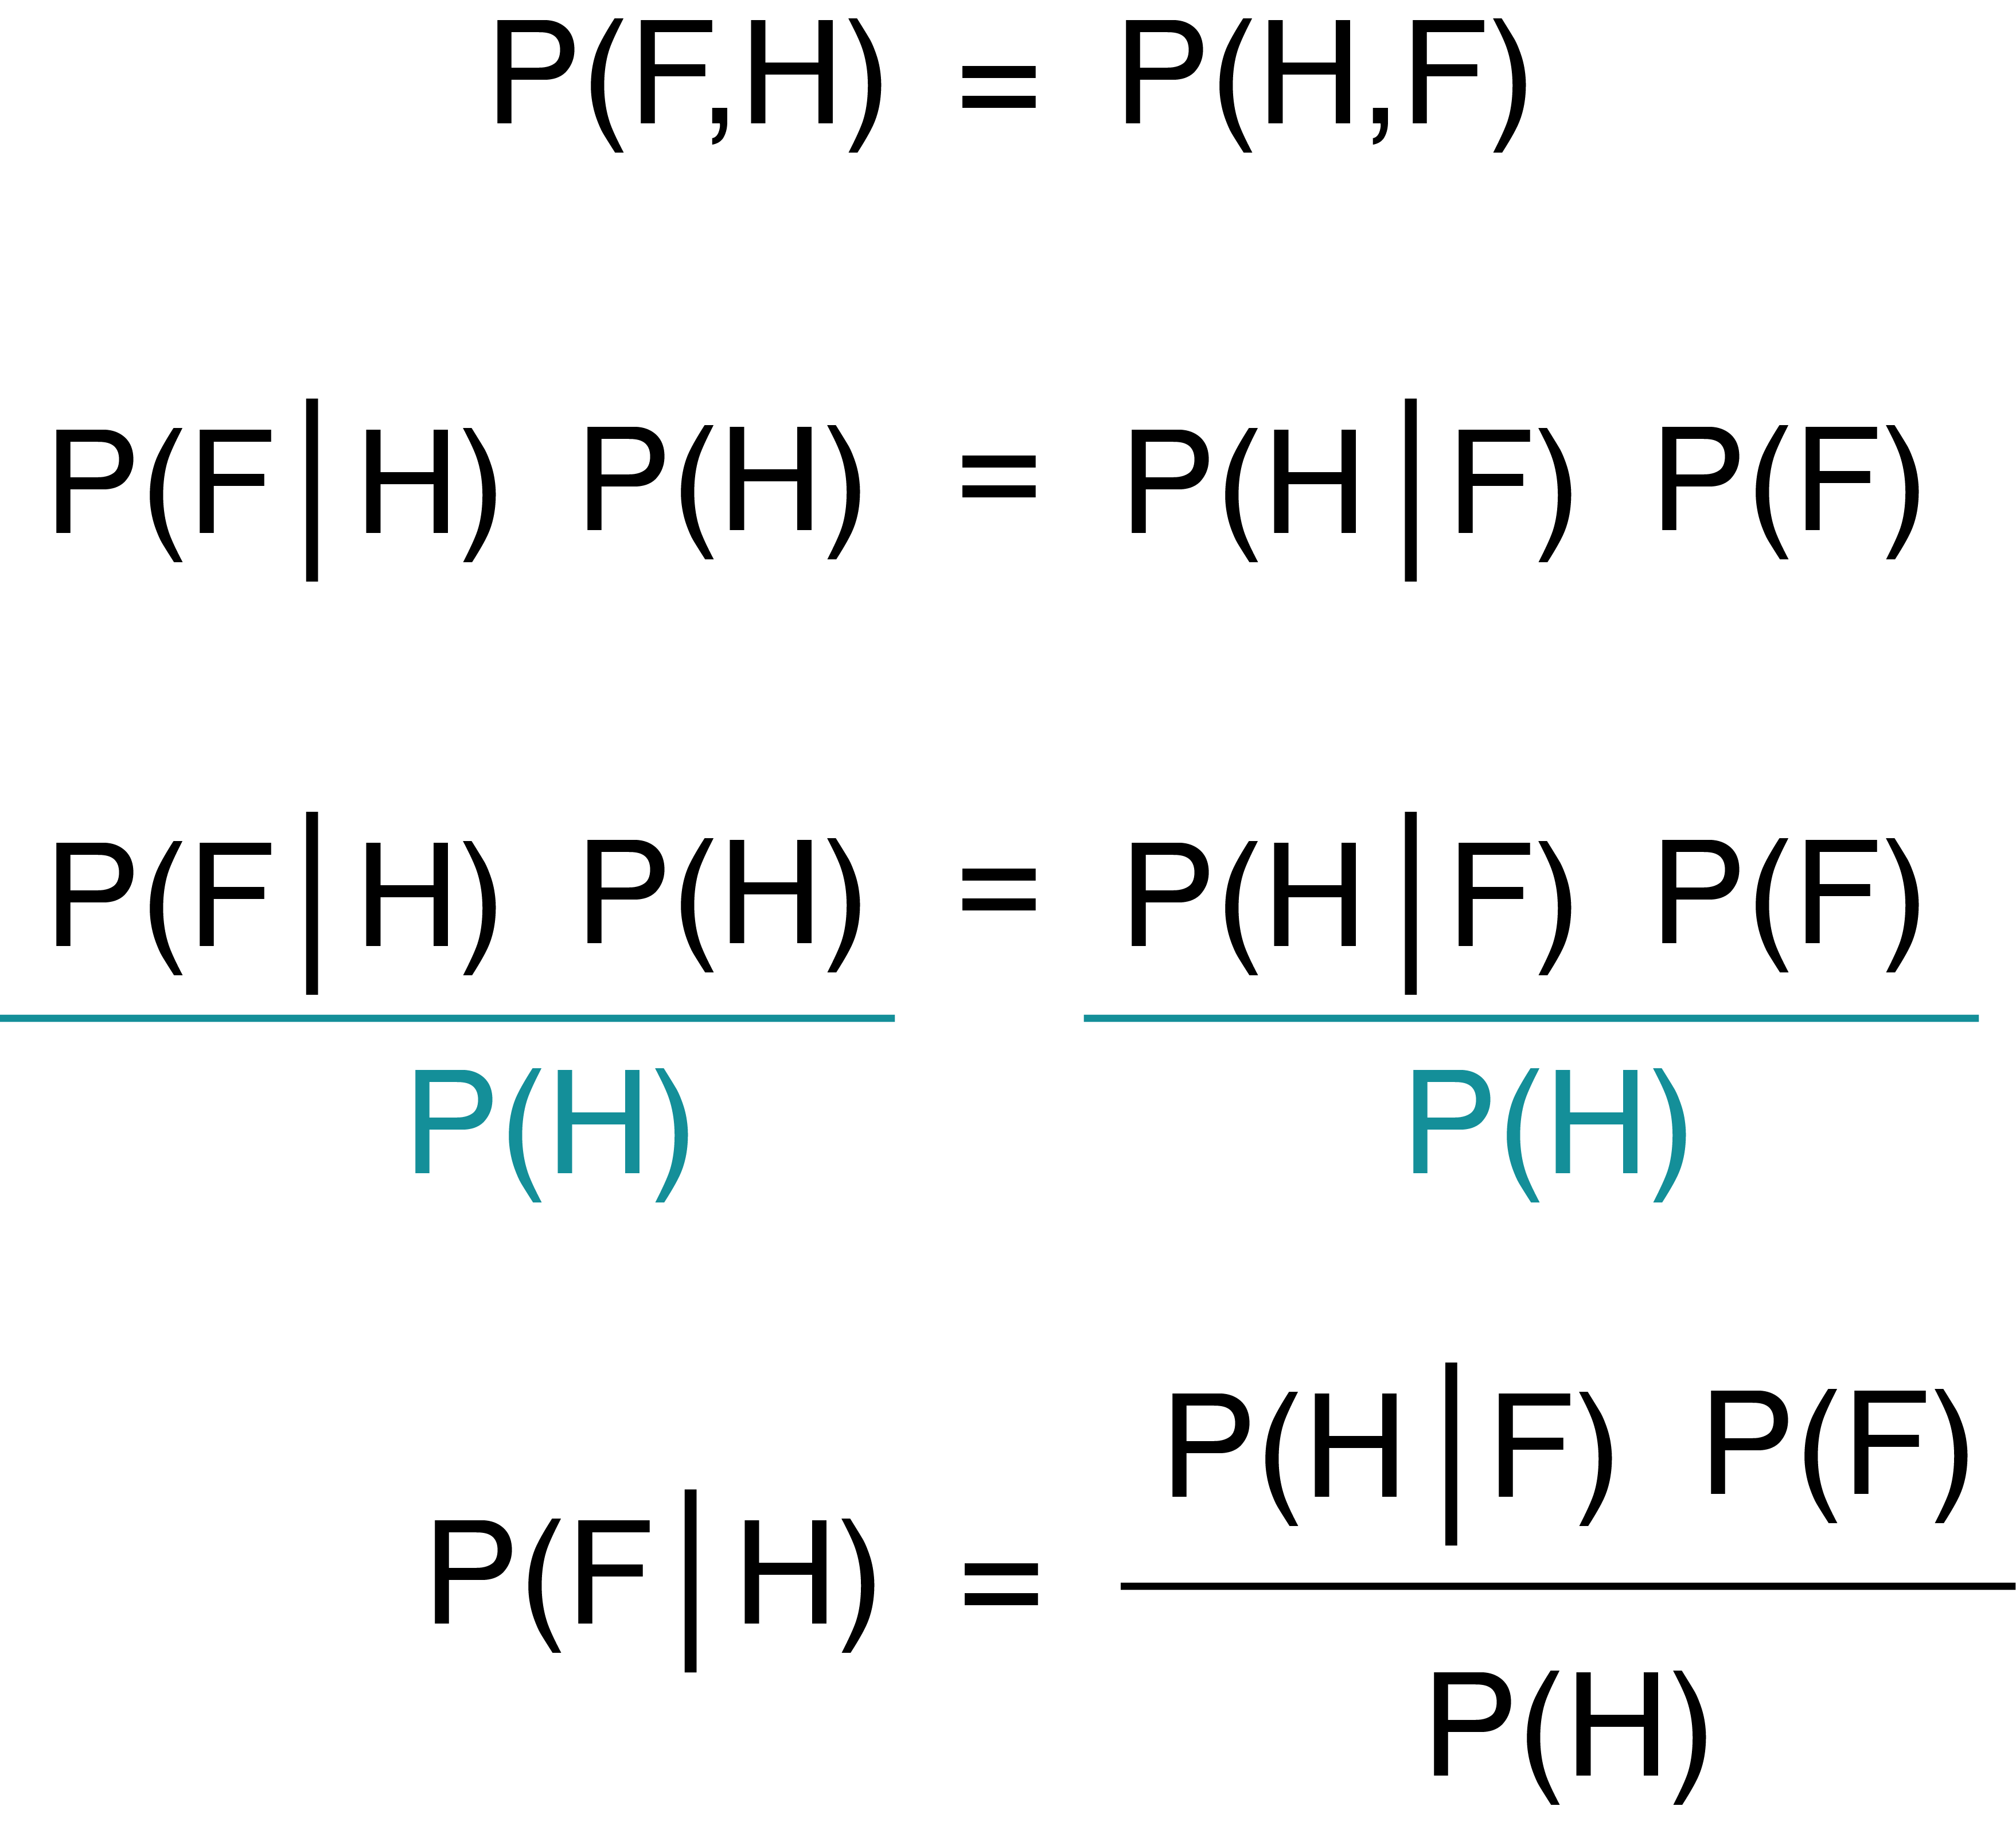 P(F,H) = P(H,F)
P(F|H) P(H) = P(H|F) P(F)
P(F|H) P(H) = P(H|F) P(F)
P(H) P(H)
P(H|F) P(F)
P(F|H) =
P(H)